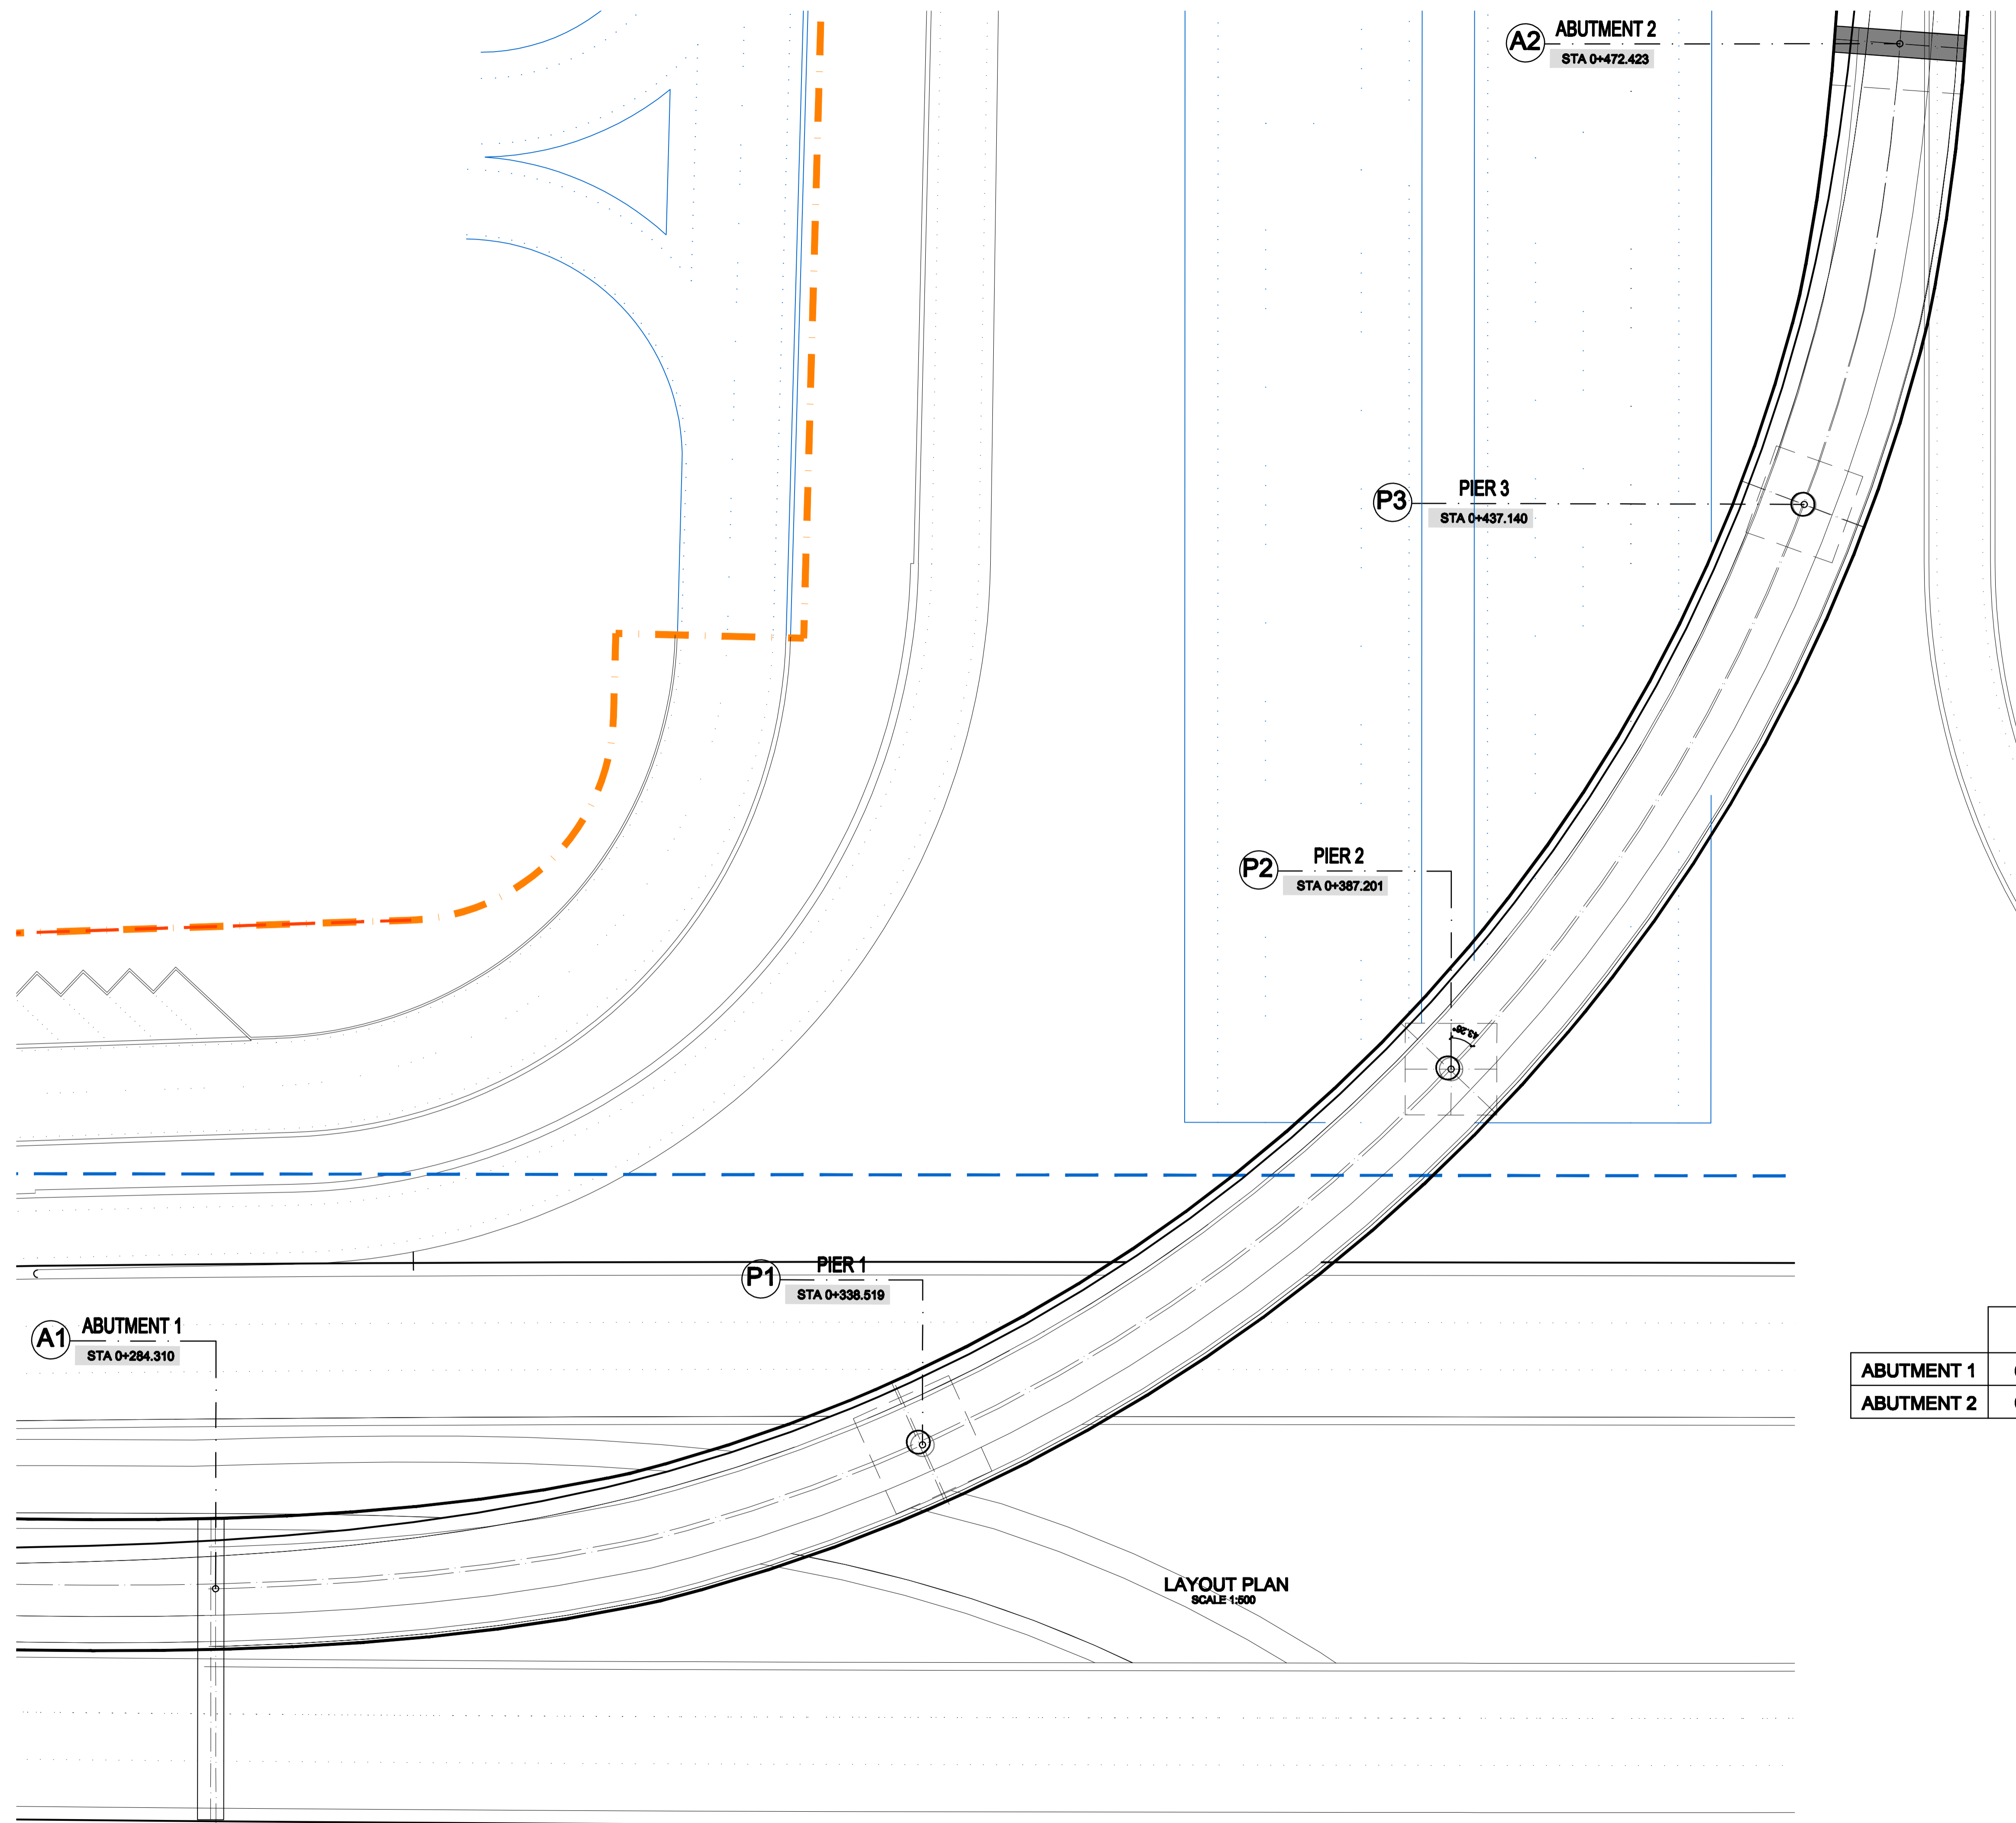 A2 ABUTMENT 2
STA 0+472.423
P3 PIER 3
STA 0+437.140
P2 PIER 2
STA 0+387.201
43.26°
P1 PIER 1
STA 0+338.519
A1 ABUTMENT 1
STA 0+284.310
ABUTMENT 1
ABUTMENT 2
LAYOUT PLAN
SCALE 1:500